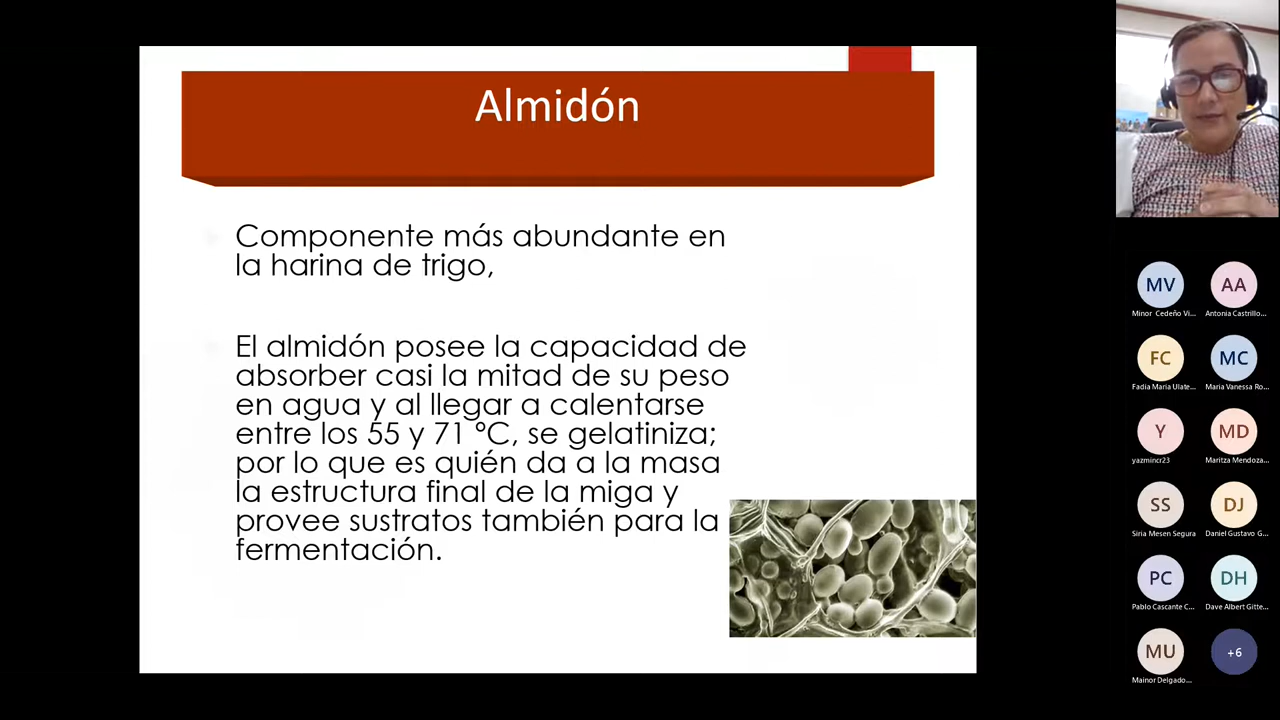 Almidón
Componente más abundante en
la harina de trigo,
El almidón posee la capacidad de
absorber casi la mitad de su peso
en agua y al llegar a calentarse
entre los 55 y 71 °C, se gelatiniza;
por lo que es quién da a la masa
la estructura final de la miga y
provee sustratos también para la
fermentación.
MV
AA
Minor Cedeño Vi...
Antonia Castrillo...
FC
MC
Fadia Maria Ulate...
Maria Vanessa Ro...
Y
MD
yazmincr23
Maritza Mendoza...
SS
DJ
Siria Mesen Segura
Daniel Gustavo G...
PC
DH
Pablo Cascante C...
Dave Albert Gitte...
MU
+6
Mainor Delgado...